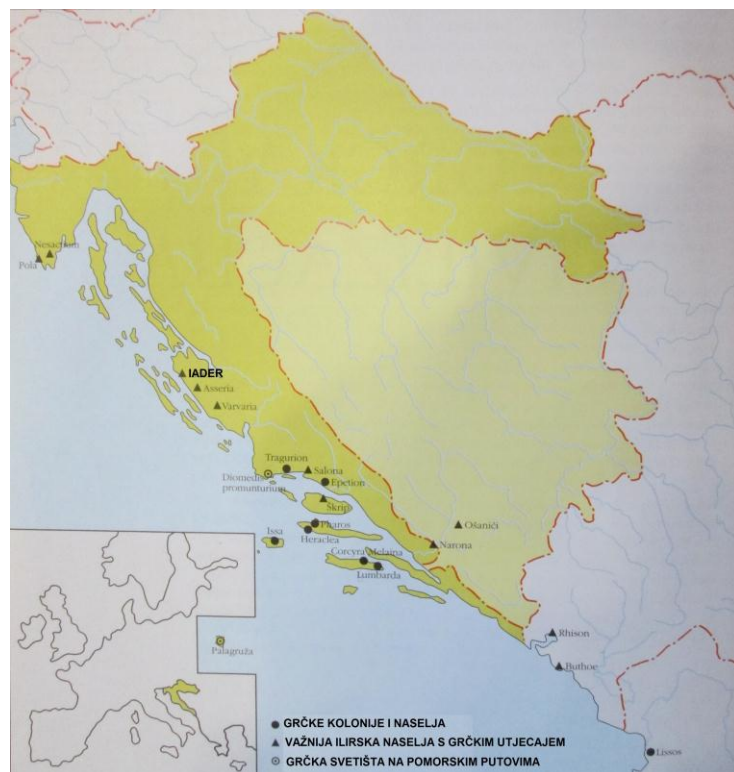 Nesactium
Pola
IADER
Asseria
Varvaria
Tragurion
Salona
Diomedis
promunturium
Epetion
Škrip
Pharos
Issa
Heraclea
Ošanići
Narona
Corcyra Melaina
Lumbarda
Rhison
Buthoe
Palagruža
Lissos
GRČKE KOLONIJE I NASELJA
VAŽNIJA ILIRSKA NASELJA S GRČKIM UTJECAJEM
GRČKA SVETIŠTA NA POMORSKIM PUTOVIMA